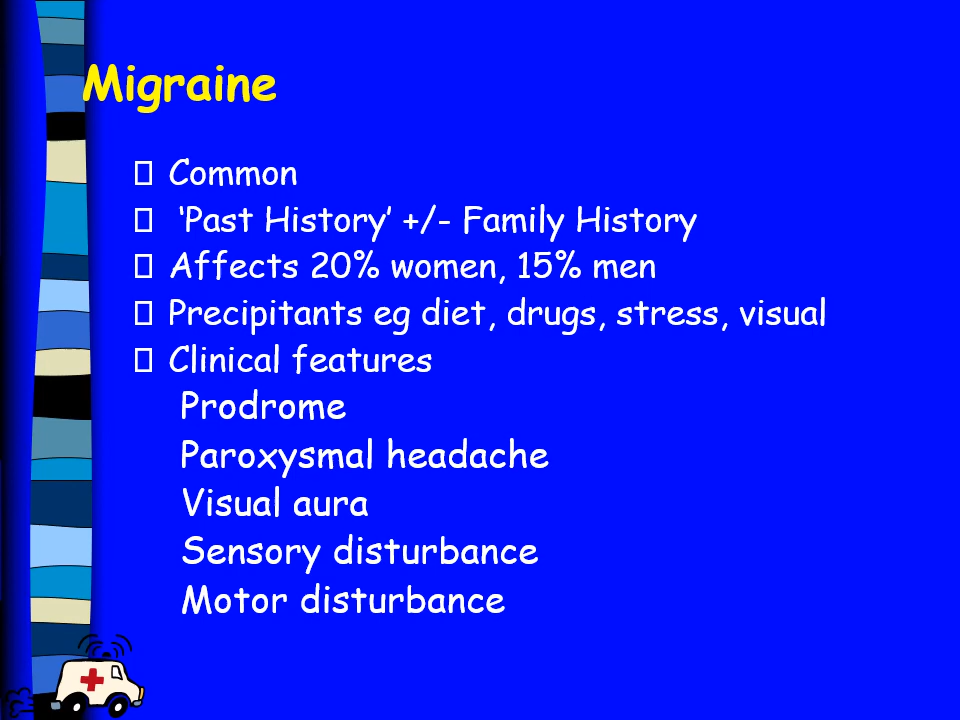 Migraine
Common
‘Past History’ +/- Family History
Affects 20% women, 15% men
Precipitants eg diet, drugs, stress, visual
Clinical features
Prodrome
Paroxysmal headache
Visual aura
Sensory disturbance
Motor disturbance